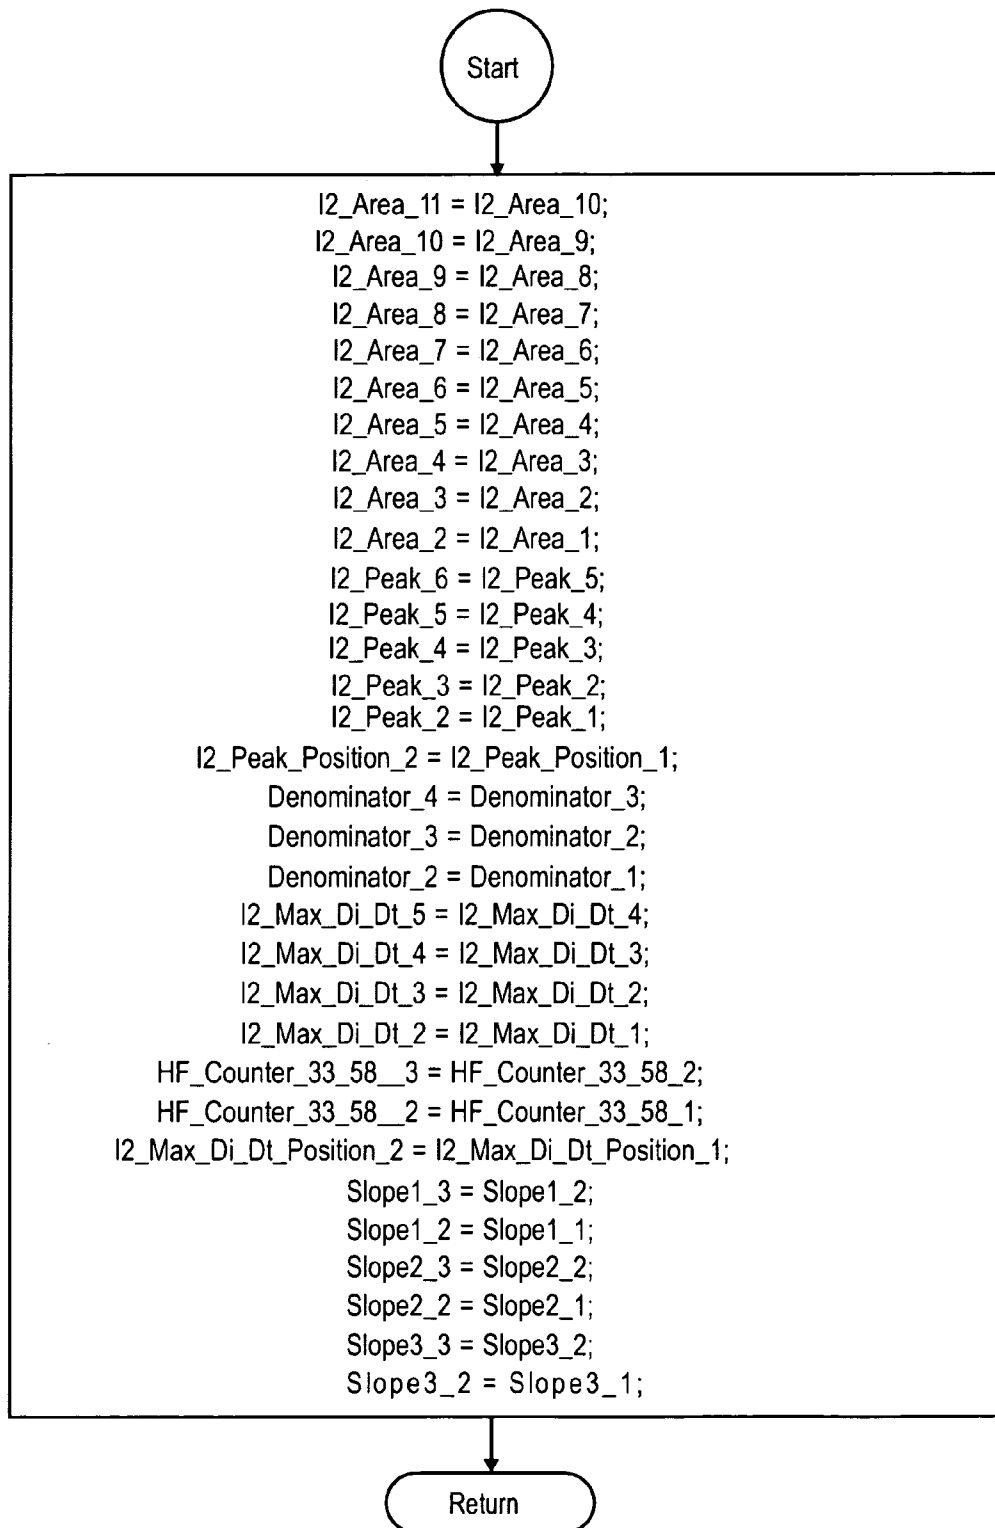 Start
I2_Area_11 = I2_Area_10;
I2_Area_10 = I2_Area_9;
I2_Area_9 = I2_Area_8;
I2_Area_8 = I2_Area_7;
I2_Area_7 = I2_Area_6;
I2_Area_6 = I2_Area_5;
I2_Area_5 = I2_Area_4;
I2_Area_4 = I2_Area_3;
I2_Area_3 = I2_Area_2;
I2_Area_2 = I2_Area_1;
I2_Peak_6 = I2_Peak_5;
I2_Peak_5 = I2_Peak_4;
I2_Peak_4 = I2_Peak_3;
I2_Peak_3 = I2_Peak_2;
I2_Peak_2 = I2_Peak_1;
I2_Peak_Position_2 = I2_Peak_Position_1;
Denominator_4 = Denominator_3;
Denominator_3 = Denominator_2;
Denominator_2 = Denominator_1;
I2_Max_Di_Dt_5 = I2_Max_Di_Dt_4;
I2_Max_Di_Dt_4 = I2_Max_Di_Dt_3;
I2_Max_Di_Dt_3 = I2_Max_Di_Dt_2;
I2_Max_Di_Dt_2 = I2_Max_Di_Dt_1;
HF_Counter_33_58__3 = HF_Counter_33_58_2;
HF_Counter_33_58__2 = HF_Counter_33_58_1;
I2_Max_Di_Dt_Position_2 = I2_Max_Di_Dt_Position_1;
Slope1_3 = Slope1_2;
Slope1_2 = Slope1_1;
Slope2_3 = Slope2_2;
Slope2_2 = Slope2_1;
Slope3_3 = Slope3_2;
Slope3_2 = Slope3_1;
Return